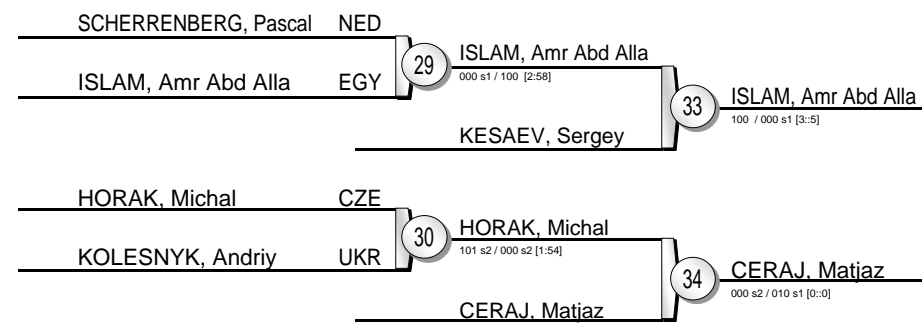 SCHERRENBERG, Pascal NED
ISLAM, Amr Abd Alla EGY
29
ISLAM, Amr Abd Alla
000 s1 / 100 [2:58]
KESAEV, Sergey
33
ISLAM, Amr Abd Alla
100 / 000 s1 [3::5]
HORAK, Michal CZE
KOLESNYK, Andriy UKR
30
HORAK, Michal
101 s2 / 000 s2 [1:54]
CERAJ, Matjaz
34
CERAJ, Matjaz
000 s2 / 010 s1 [0::0]